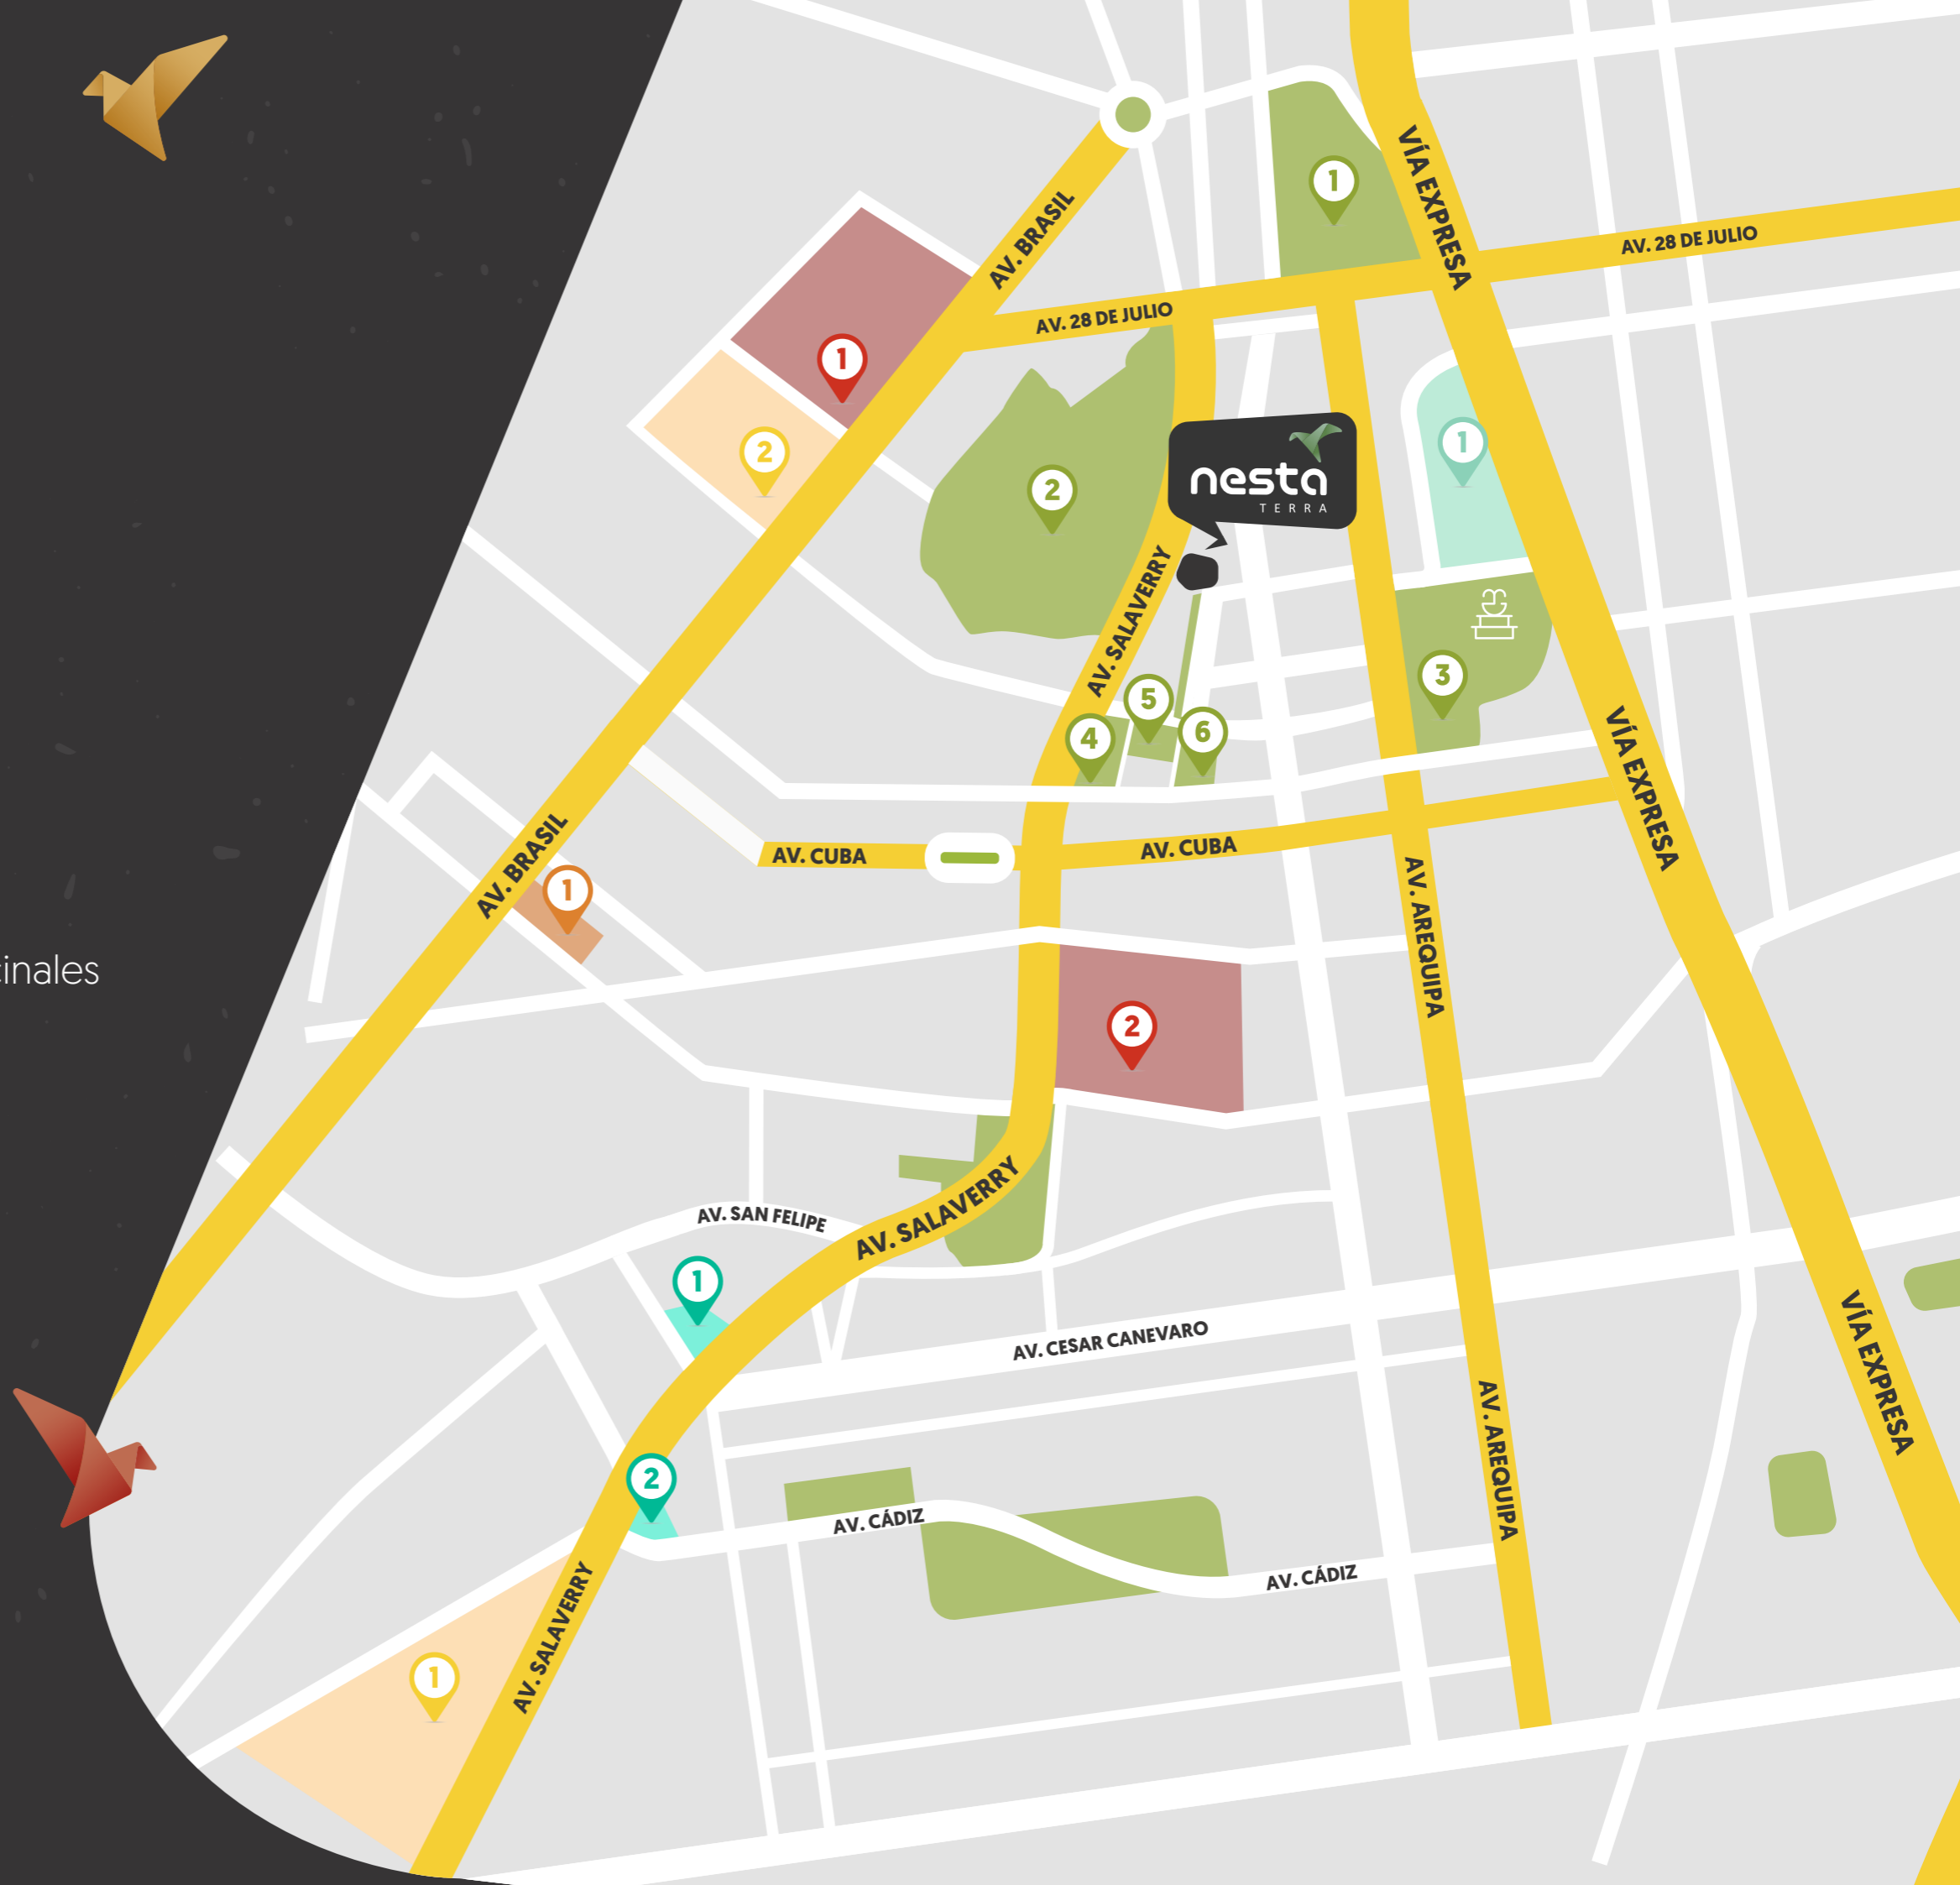 1
VÍA EXPRESA
AV. BRASIL
AV. 28 DE JULIO
AV. 28 DE JULIO
1
2
1
nesta
TERRA
2
AV. SALAVERRY
3
5
6
4
VÍA EXPRESA
AV. BRASIL
AV. CUBA
AV. CUBA
1
AV. AREQUIPA
cinales
2
AV. SALAVERRY
AV. SAN FELIPE
1
AV. CESAR CANEVARO
VÍA EXPRESA
AV. AREQUIPA
2
AV. CÁDIZ
AV. CÁDIZ
AV. SALAVERRY
1